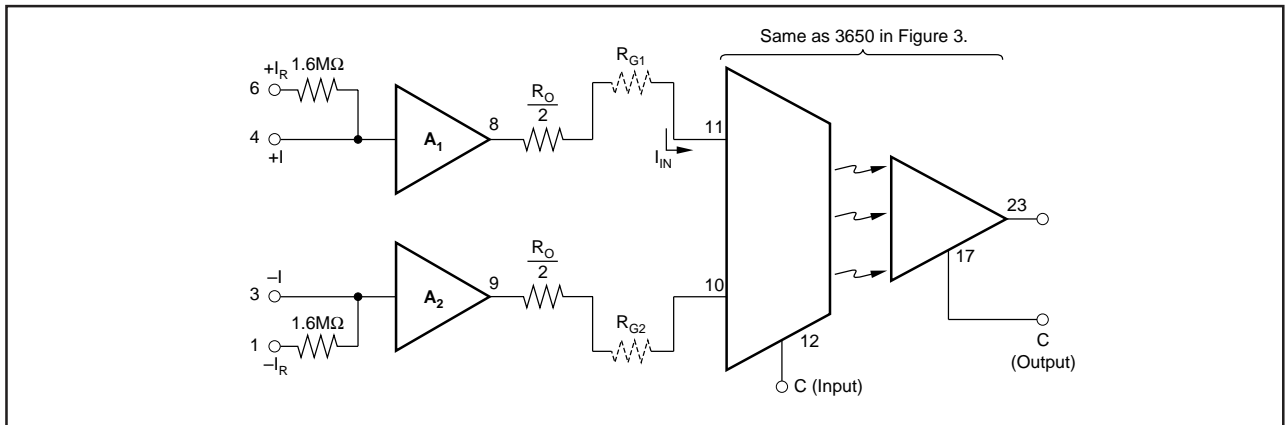 Same as 3650 in Figure 3.
+I_R 1.6MΩ
6
4
+I
A_1
8
R_O
2
R_G1
I_IN
11
–I
3
1.6MΩ
1
–I_R
A_2
9
R_O
2
R_G2
10
12
C (Input)
23
17
C
(Output)